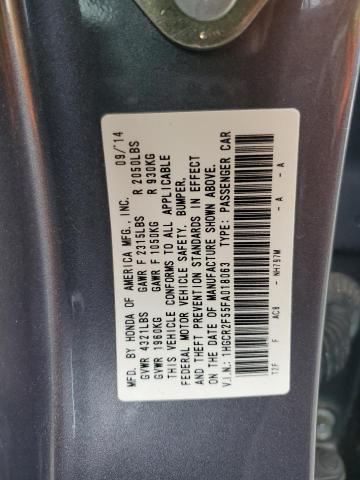 MFD. BY HONDA OF AMERICA MFG., INC. 09/'14
GVWR 4321LBS GAWR F 2315LBS R 2050LBS
GVWR 1960KG GAWR F 1050KG R 930KG
THIS VEHICLE CONFORMS TO ALL APPLICABLE
FEDERAL MOTOR VEHICLE SAFETY, BUMPER,
AND THEFT PREVENTION STANDARDS IN EFFECT
ON THE DATE OF MANUFACTURE SHOWN ABOVE.
V.I.N.: 1HGCR2F55FA018063 TYPE: PASSENGER CAR
T2F F AC8 - NH797M - A - A